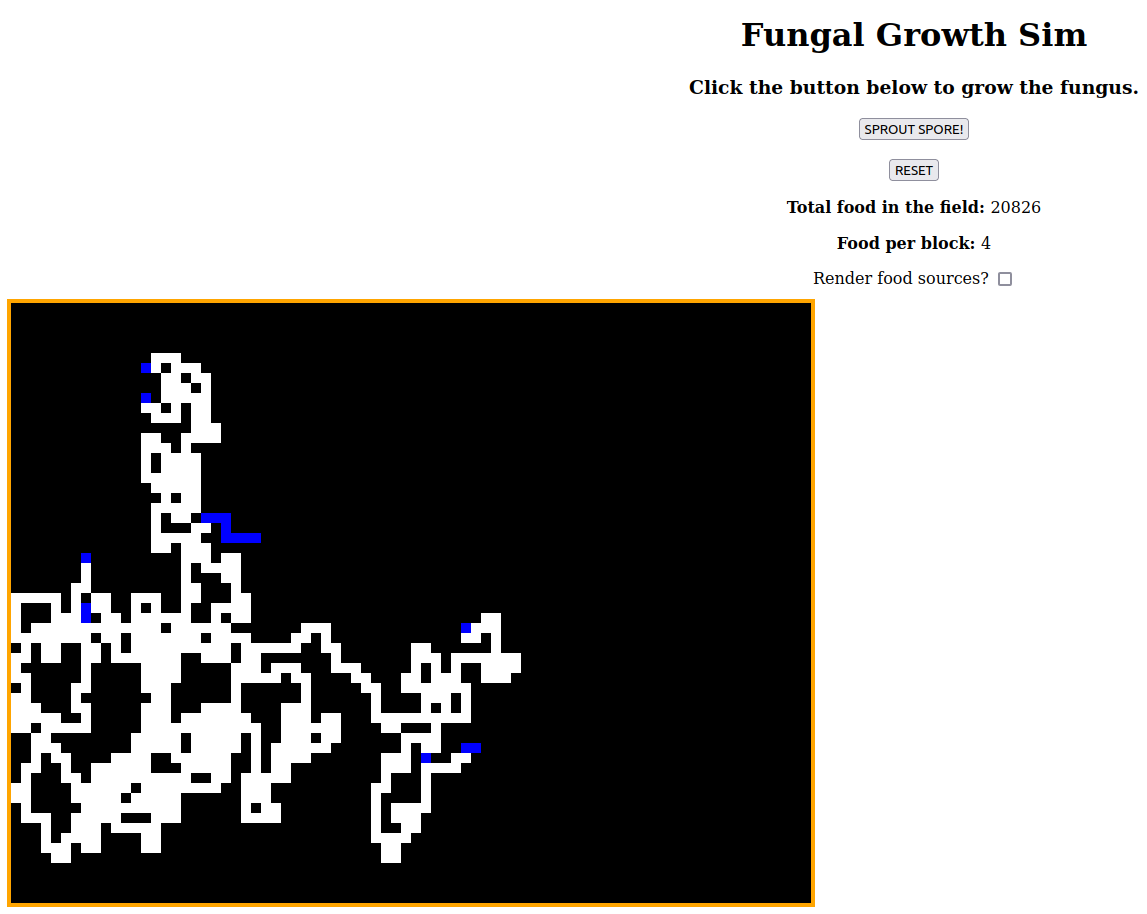 Fungal Growth Sim
Click the button below to grow the fungus.
SPROUT SPORE!
RESET
Total food in the field: 20826
Food per block: 4
Render food sources?